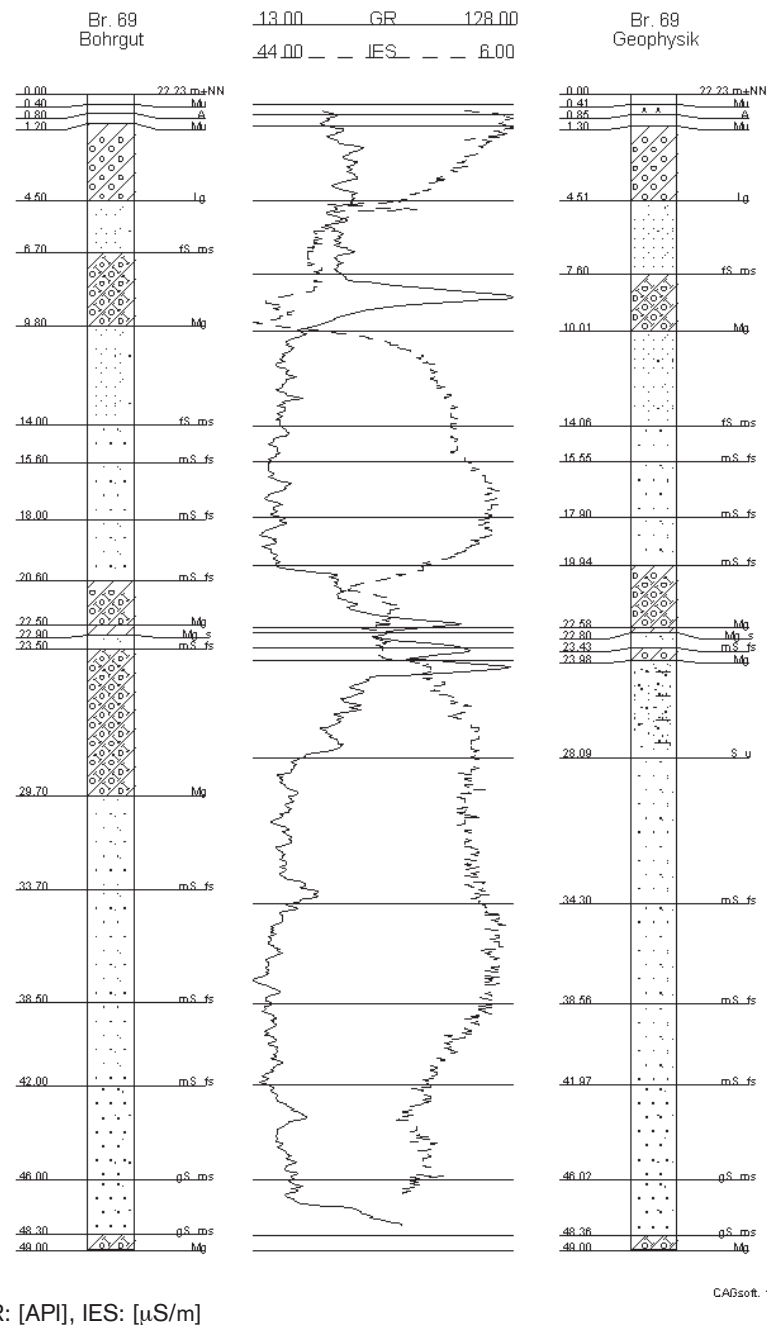 Br. 69
Bohrgut
13.00 GR 128.00
44.00 IES 6.00
Br. 69
Geophysik
0.00 22.23 m+NN
0.40 Mu
0.80 A
1.20 Mu
4.50 Lg
6.70 fS_ms
9.80 Mg
14.00 fS_ms
15.60 mS_fs
18.00 mS_fs
20.60 mS_fs
22.50 Mg
22.90 Mg_s
23.50 mS_fs
29.70 Mg
33.70 mS_fs
38.50 mS_fs
42.00 mS_fs
46.00 gS_ms
48.30 gS_ms
49.00 Mg
0.00 22.23 m+NN
0.41 Mu
0.85 A
1.30 Mu
4.51 Lg
7.60 fS_ms
10.01 Mg
14.06 fS_ms
15.55 mS_fs
17.90 mS_fs
19.94 mS_fs
22.58 Mg
22.80 Mg_s
23.43 mS_fs
23.98 Mg
28.09 S_u
34.30 mS_fs
38.56 mS_fs
41.97 mS_fs
46.02 gS_ms
48.36 gS_ms
49.00 Mg
CAGsoft.
R: [API], IES: [µS/m]